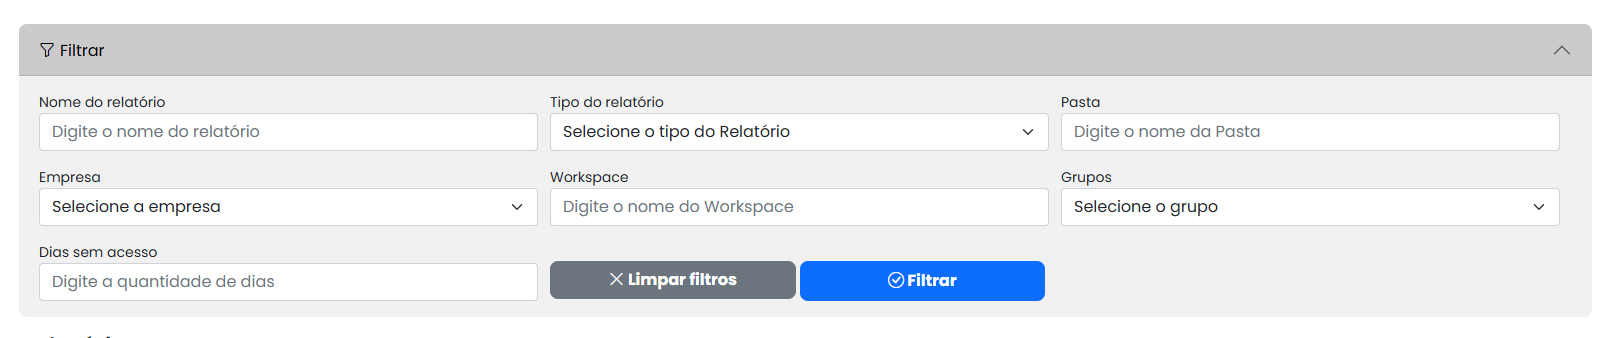 Filtrar
Nome do relatório
Tipo do relatório
Pasta
Digite o nome do relatório
Selecione o tipo do Relatório
Digite o nome da Pasta
Empresa
Workspace
Grupos
Selecione a empresa
Digite o nome do Workspace
Selecione o grupo
Dias sem acesso
Digite a quantidade de dias
Limpar filtros
Filtrar